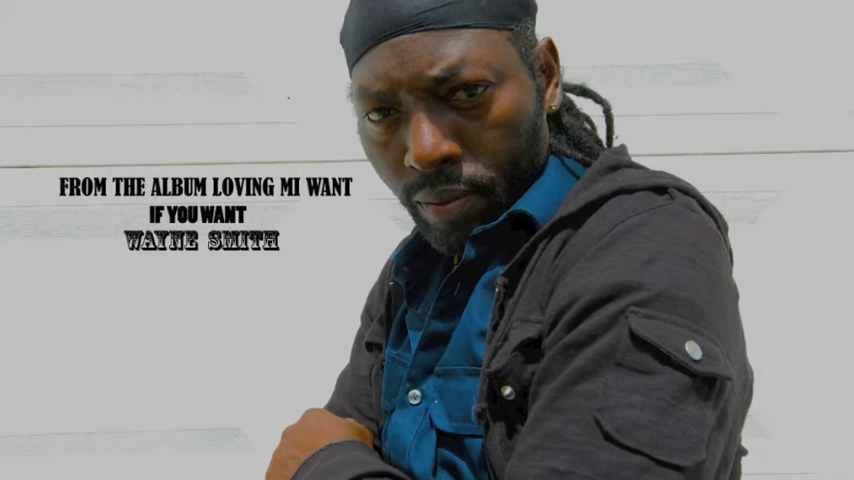 FROM THE ALBUM LOVING MI WANT
IF YOU WANT
WAYNE SMITH